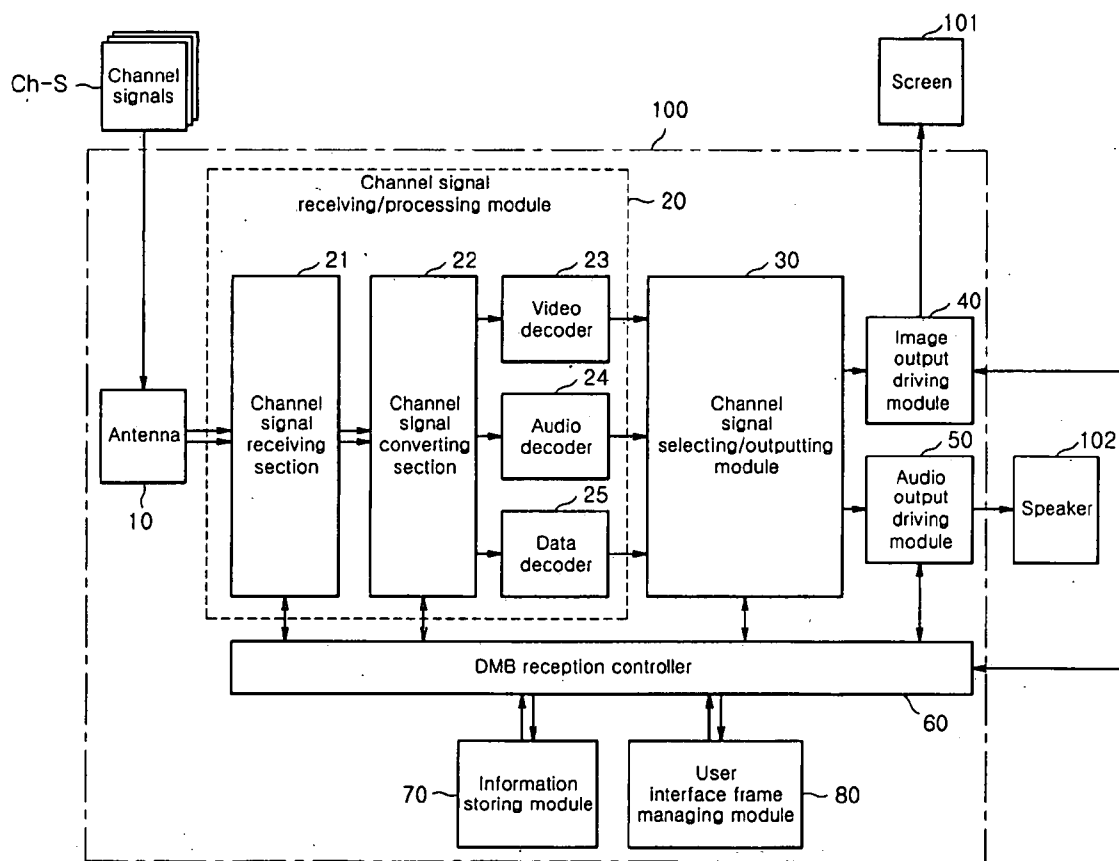 101
Ch-S
Channel
signals
Screen
100
Channel signal
receiving/processing module
20
21
22
23
30
40
Video
decoder
Image
output
driving
module
24
Antenna
Channel
signal
receiving
section
Channel
signal
converting
section
Audio
decoder
Channel
signal
selecting/outputting
module
50
102
10
25
Audio
output
driving
module
Speaker
Data
decoder
DMB reception controller
60
70
Information
storing module
User
interface frame
managing module
80